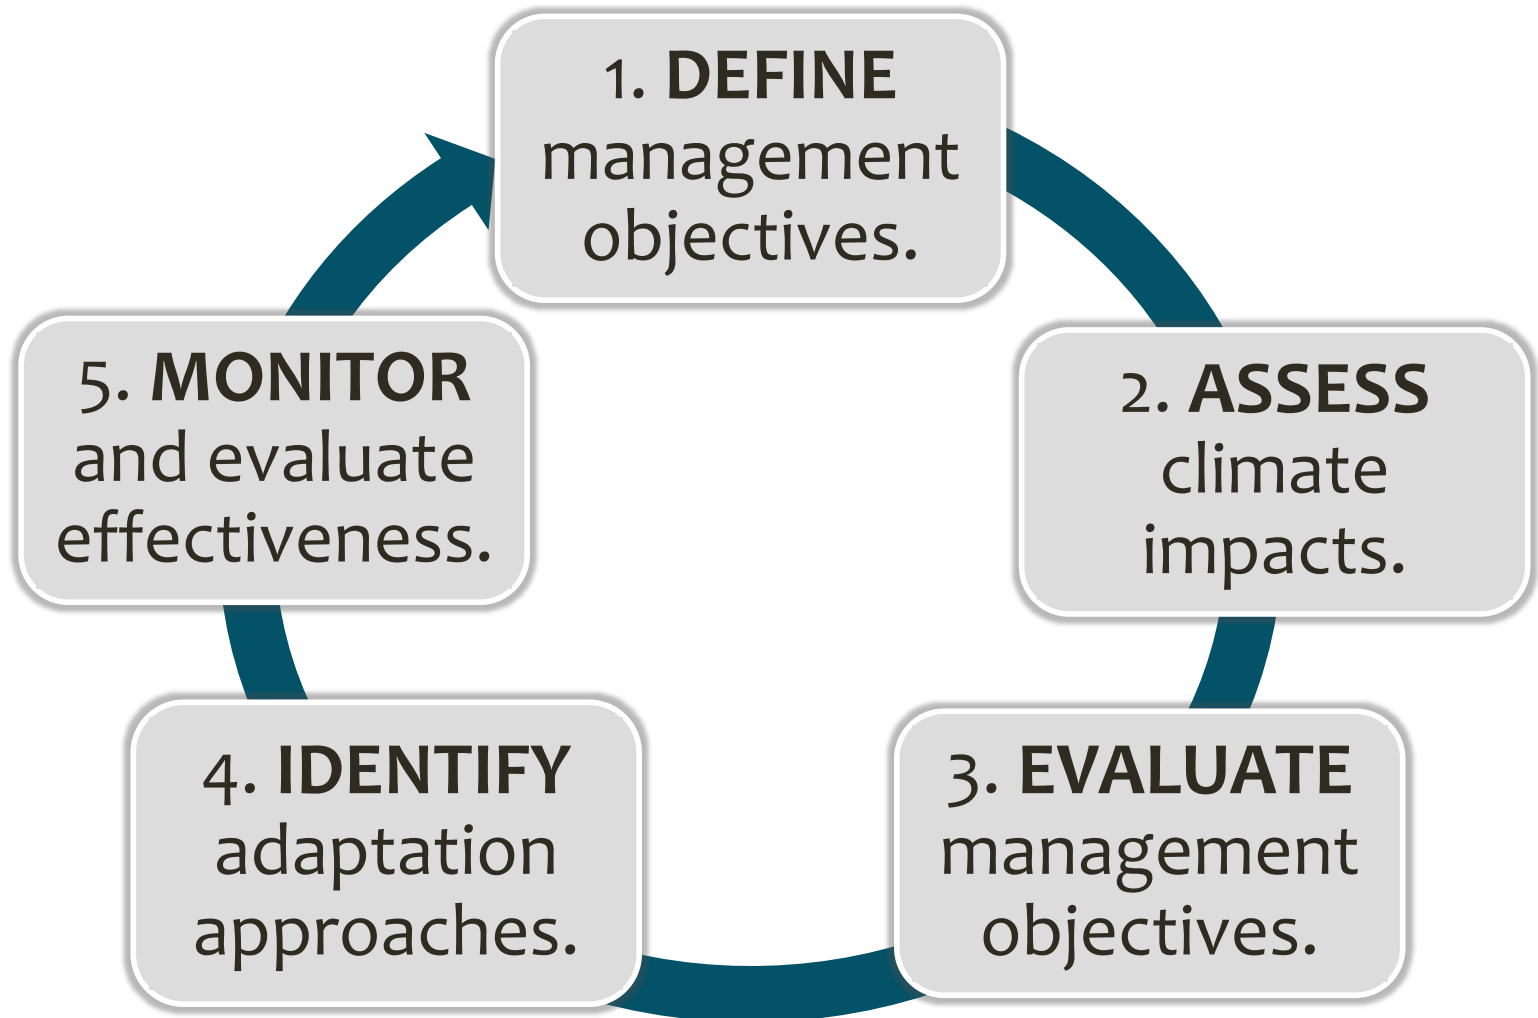 1. DEFINE
management
objectives.
2. ASSESS
climate
impacts.
3. EVALUATE
management
objectives.
4. IDENTIFY
adaptation
approaches.
5. MONITOR
and evaluate
effectiveness.